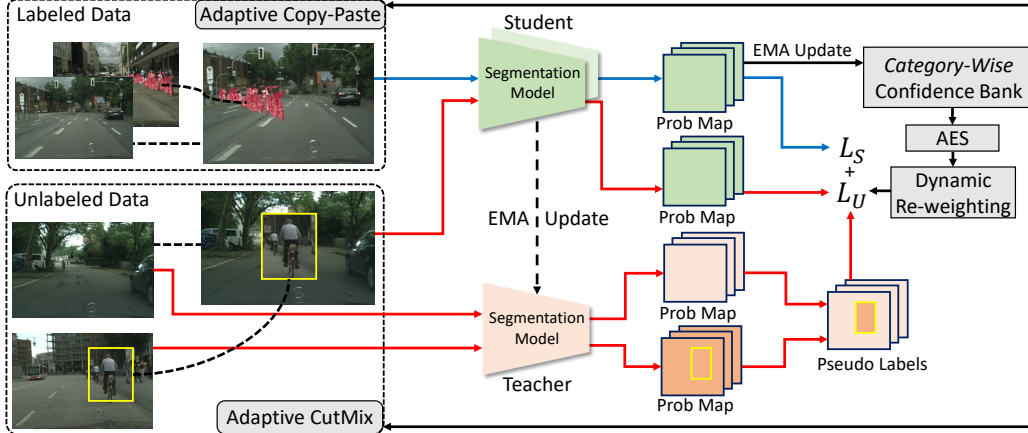 Labeled Data
Adaptive Copy-Paste
Student
Segmentation
Model
EMA Update
Prob Map
Category-Wise
Confidence Bank
AES
Dynamic
Re-weighting
L_S
+
L_U
Prob Map
Unlabeled Data
EMA Update
Segmentation
Model
Teacher
Prob Map
Prob Map
Pseudo Labels
Adaptive CutMix